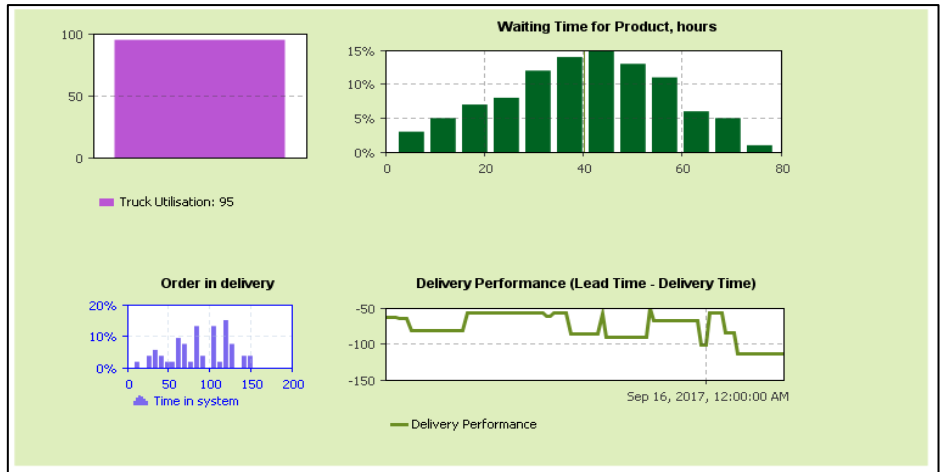 100
50
0
Truck Utilisation: 95
Waiting Time for Product, hours
15%
10%
5%
0%
0 20 40 60 80
Order in delivery
20%
10%
0%
0 50 100 150 200
Time in system
Delivery Performance (Lead Time - Delivery Time)
-50
-100
-150
Sep 16, 2017, 12:00:00 AM
Delivery Performance